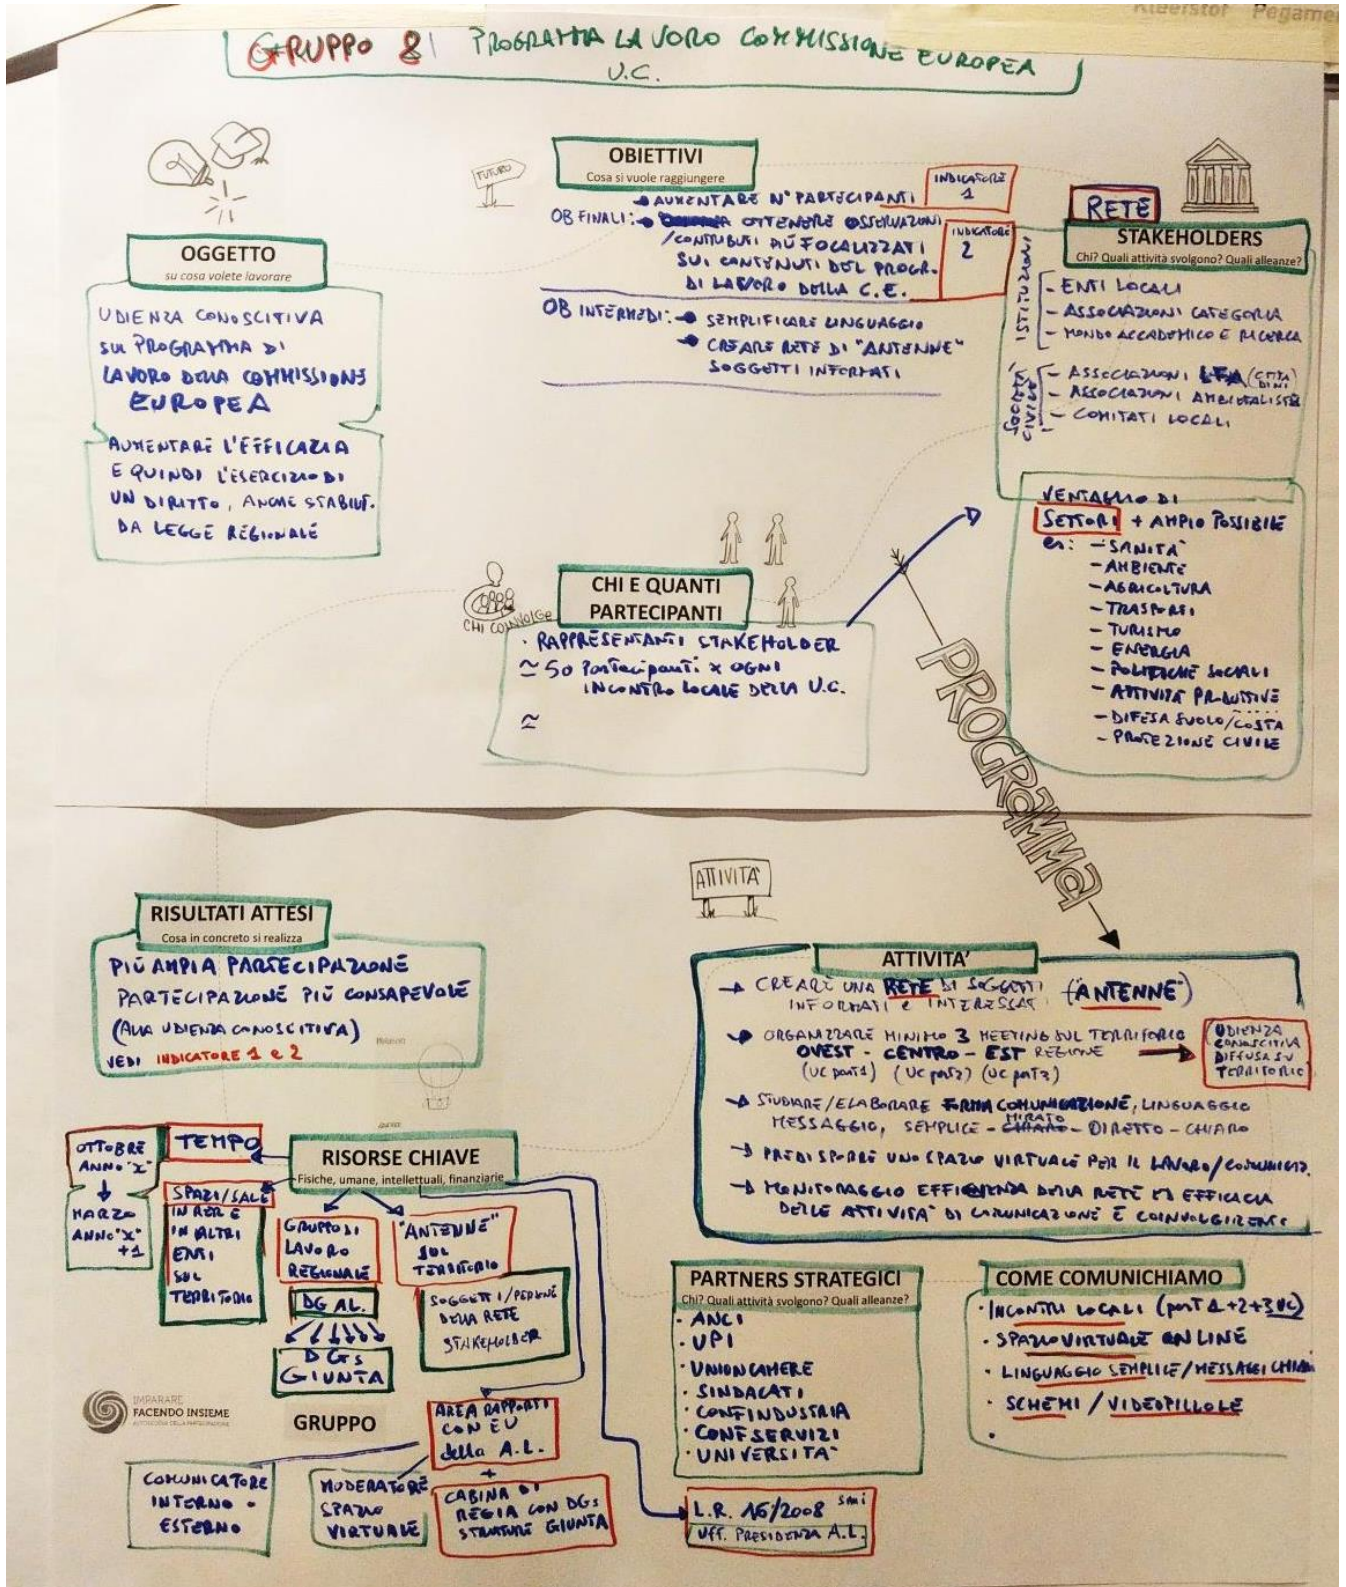 Kleefstof Pegame
GRUPPO 8 PROGRAMMA LAVORO COMMISSIONE EUROPEA
U.C.
OGGETTO
su cosa volete lavorare
UDIENZA CONOSCITIVA
SUL PROGRAMMA DI
LAVORO DELLA COMMISSIONE
EUROPEA
AUMENTARE L'EFFICACIA
E QUINDI L'ESERCIZIO DI
UN DIRITTO, ANCHE STABILIT.
DA LEGGE REGIONALE
FUTURO
OBIETTIVI
Cosa si vuole raggiungere
AUMENTARE N° PARTECIPANTI
INDICATORE
1
OB FINALI: OTTENERE OSSERVAZIONI
/CONTRIBUTI PIÙ FOCALIZZATI
SUI CONTENUTI DEL PROGR.
DI LAVORO DELLA C.E.
INDICATORE
2
OB INTERMEDI: SEMPLIFICARE LINGUAGGIO
CREARE RETE DI "ANTENNE"
SOGGETTI INFORMATI
RETE
STAKEHOLDERS
Chi? Quali attività svolgono? Quali alleanze?
ISTITUZIONI
- ENTI LOCALI
- ASSOCIAZIONI CATEGORIA
- MONDO ACCADEMICO E RICERCA
SOCIETÀ CIVILE
- ASSOCIAZIONI (CITTADINI)
- ASSOCIAZIONI AMBIENTALISTE
- COMITATI LOCALI
VENTAGLIO DI
SETTORI + AMPIO POSSIBILE
es: - SANITÀ
- AMBIENTE
- AGRICOLTURA
- TRASPORTI
- TURISMO
- ENERGIA
- POLITICHE SOCIALI
- ATTIVITÀ PRODUTTIVE
- DIFESA SUOLO/COSTA
- PROTEZIONE CIVILE
CHI COINVOLGE
CHI E QUANTI
PARTECIPANTI
· RAPPRESENTANTI STAKEHOLDER
≃ 50 Partecipanti x OGNI
INCONTRO LOCALE DELLA U.C.
≃
PROGRAMMA
RISULTATI ATTESI
Cosa in concreto si realizza
PIÙ AMPIA PARTECIPAZIONE
PARTECIPAZIONE PIÙ CONSAPEVOLE
(ALLA UDIENZA CONOSCITIVA)
VEDI INDICATORE 1 e 2
ATTIVITA'
ATTIVITA'
CREARE UNA RETE DI SOGGETTI ("ANTENNE")
INFORMATI e INTERESSATI
ORGANIZZARE MINIMO 3 MEETING SUL TERRITORIO
OVEST - CENTRO - EST REGIONE
(UC part1) (UC part2) (UC part3)
UDIENZA
CONOSCITIVA
DIFFUSA SU
TERRITORIO
STUDIARE/ELABORARE FORMA COMUNICAZIONE, LINGUAGGIO
MESSAGGIO, SEMPLICE - CHIARO MIRATO - DIRETTO - CHIARO
PREDISPORRE UNO SPAZIO VIRTUALE PER IL LAVORO/COMUNICAZ.
MONITORAGGIO EFFICIENZA DELLA RETE ED EFFICACIA
DELLE ATTIVITÀ DI COMUNICAZIONE E COINVOLGIMENTO
OTTOBRE
ANNO "X"
MARZO
ANNO "X"
+1
TEMPO
RISORSE CHIAVE
Fisiche, umane, intellettuali, finanziarie
SPAZI/SALE
IN RER E
IN ALTRI
ENTI
SUL
TERRITORIO
GRUPPO DI
LAVORO
REGIONALE
DG A.L.
DGs
GIUNTA
"ANTENNE"
SUL
TERRITORIO
SOGGETTI/PERSONE
DELLA RETE
STAKEHOLDER
PARTNERS STRATEGICI
Chi? Quali attività svolgono? Quali alleanze?
· ANCI
· UPI
· UNIONCAMERE
· SINDACATI
· CONFINDUSTRIA
· CONFSERVIZI
· UNIVERSITÀ
COME COMUNICHIAMO
· INCONTRI LOCALI (part 1+2+3 UC)
· SPAZIO VIRTUALE ON LINE
· LINGUAGGIO SEMPLICE/MESSAGGI CHIARI
· SCHEMI / VIDEOPILLOLE
IMPARARE
FACENDO INSIEME
GRUPPO
AREA RAPPORTI
CON EU
della A.L.
+
CABINA DI
REGIA CON DGs
STRUTTURE GIUNTA
COMUNICATORE
INTERNO -
ESTERNO
MODERATORE
SPAZIO
VIRTUALE
L.R. 16/2008 smi
UFF. PRESIDENZA A.L.